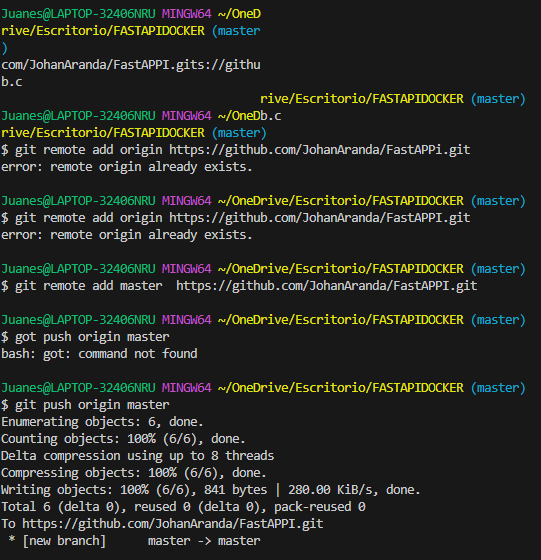 Juanes@LAPTOP-32406NRU MINGW64 ~/OneD
rive/Escritorio/FASTAPIDOCKER (master
)
com/JohanAranda/FastAPPI.gits://githu
b.c
rive/Escritorio/FASTAPIDOCKER (master)
Juanes@LAPTOP-32406NRU MINGW64 ~/OneDb.c
rive/Escritorio/FASTAPIDOCKER (master)
$ git remote add origin https://github.com/JohanAranda/FastAPPi.git
error: remote origin already exists.
Juanes@LAPTOP-32406NRU MINGW64 ~/OneDrive/Escritorio/FASTAPIDOCKER (master)
$ git remote add origin https://github.com/JohanAranda/FastAPPI.git
error: remote origin already exists.
Juanes@LAPTOP-32406NRU MINGW64 ~/OneDrive/Escritorio/FASTAPIDOCKER (master)
$ git remote add master  https://github.com/JohanAranda/FastAPPI.git
Juanes@LAPTOP-32406NRU MINGW64 ~/OneDrive/Escritorio/FASTAPIDOCKER (master)
$ got push origin master
bash: got: command not found
Juanes@LAPTOP-32406NRU MINGW64 ~/OneDrive/Escritorio/FASTAPIDOCKER (master)
$ git push origin master
Enumerating objects: 6, done.
Counting objects: 100% (6/6), done.
Delta compression using up to 8 threads
Compressing objects: 100% (6/6), done.
Writing objects: 100% (6/6), 841 bytes | 280.00 KiB/s, done.
Total 6 (delta 0), reused 0 (delta 0), pack-reused 0
To https://github.com/JohanAranda/FastAPPI.git
 * [new branch]      master -> master